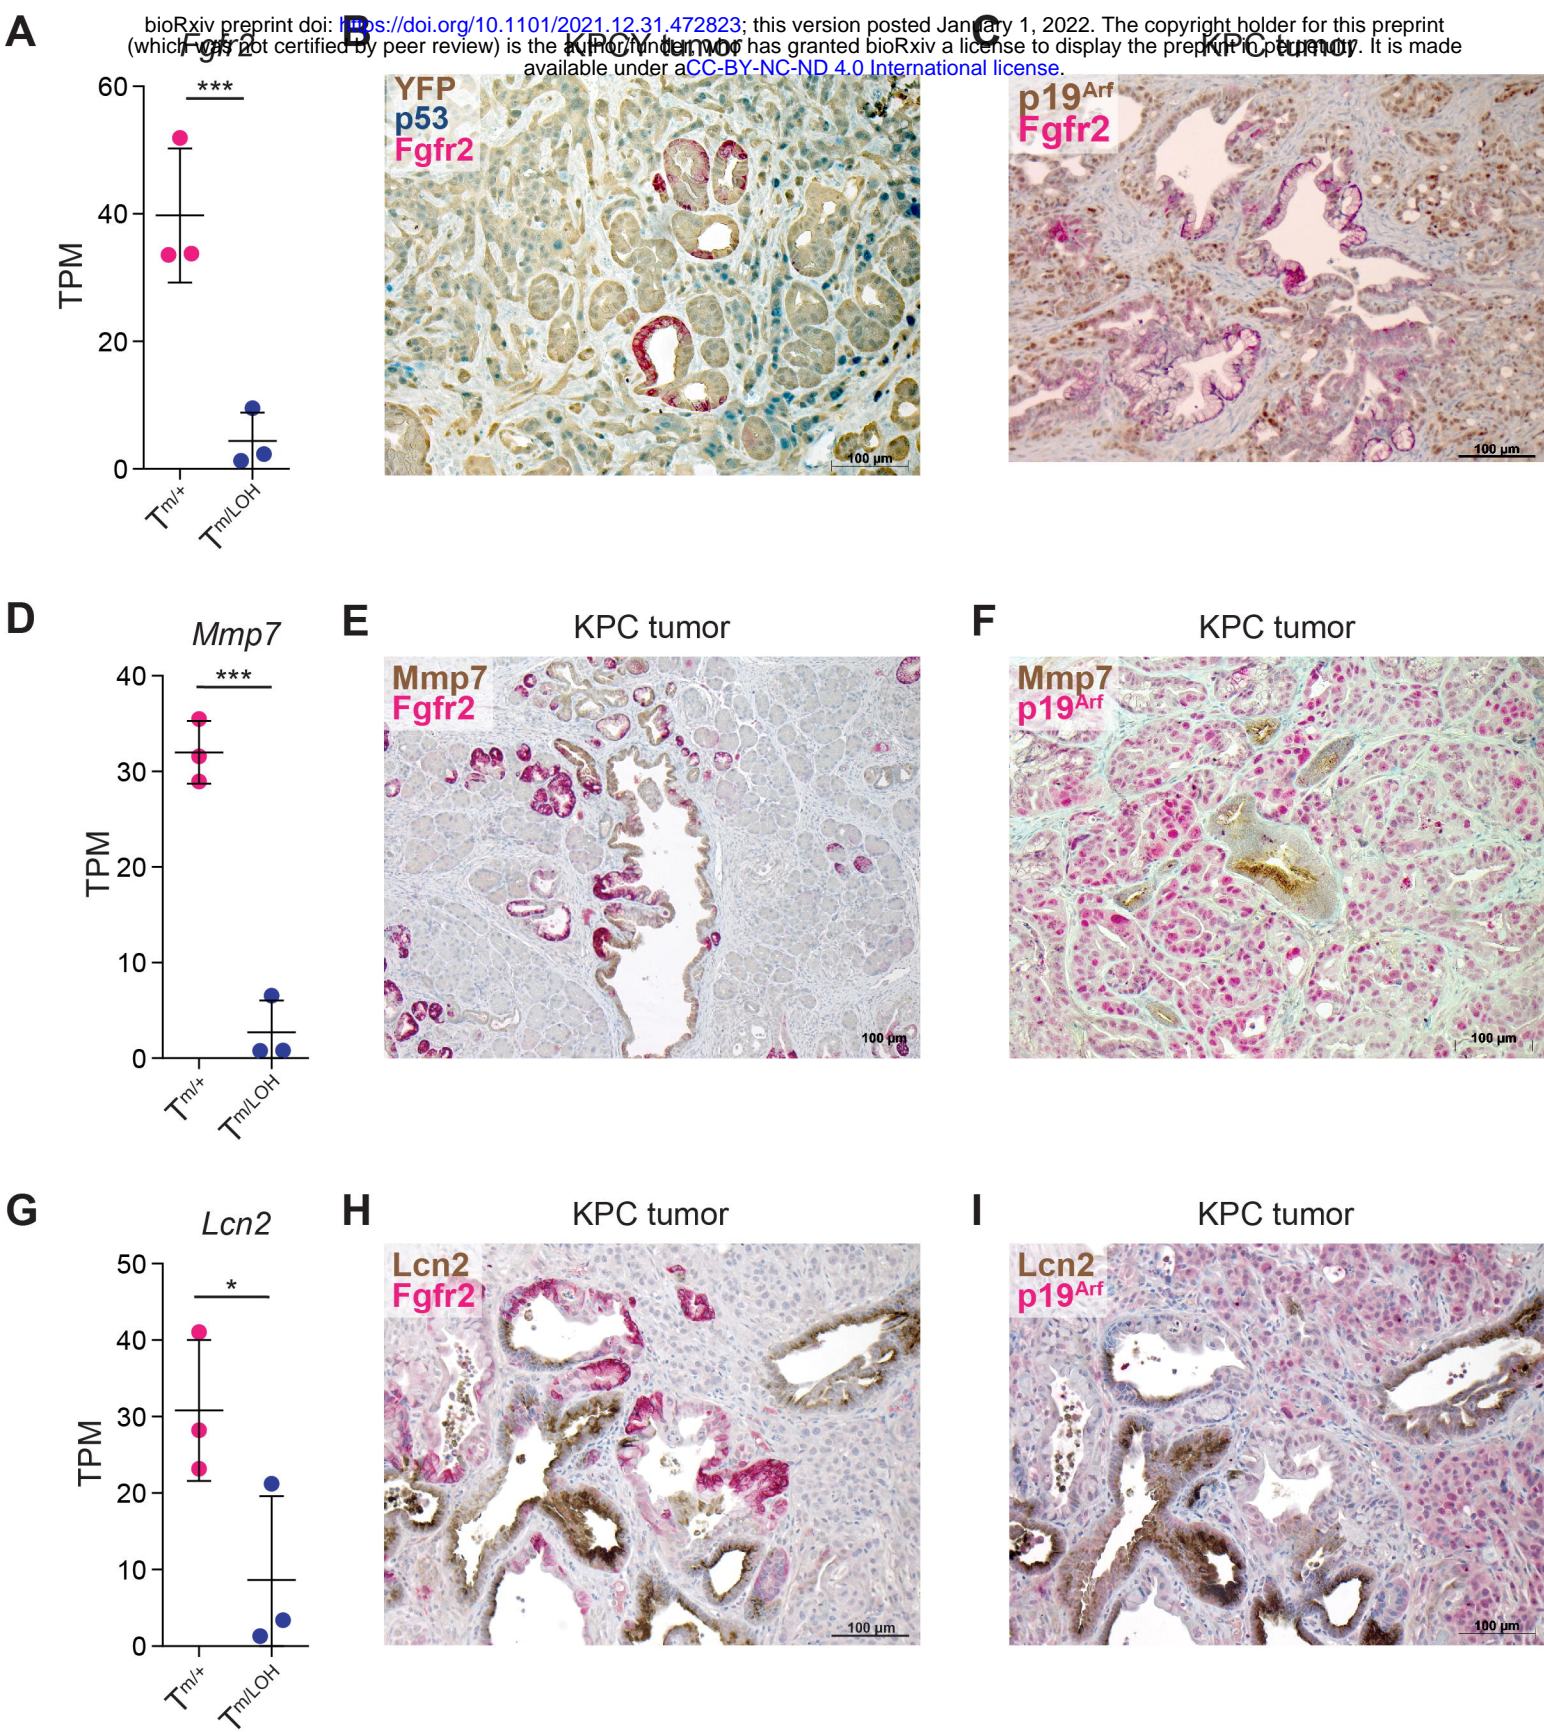 bioRxiv preprint doi: https://doi.org/10.1101/2021.12.31.472823; this version posted January 1, 2022. The copyright holder for this preprint
(which was not certified by peer review) is the author/funder, who has granted bioRxiv a license to display the preprint in perpetuity. It is made
available under aCC-BY-NC-ND 4.0 International license.
A
Fgfr2
TPM
60
40
20
0
***
Tm/+
Tm/LOH
B
KPCY tumor
YFP
p53
Fgfr2
100 µm
C
KPC tumor
p19Arf
Fgfr2
100 µm
D
Mmp7
TPM
40
30
20
10
0
***
Tm/+
Tm/LOH
E
KPC tumor
Mmp7
Fgfr2
100 µm
F
KPC tumor
Mmp7
p19Arf
100 µm
G
Lcn2
TPM
50
40
30
20
10
0
*
Tm/+
Tm/LOH
H
KPC tumor
Lcn2
Fgfr2
100 µm
I
KPC tumor
Lcn2
p19Arf
100 µm